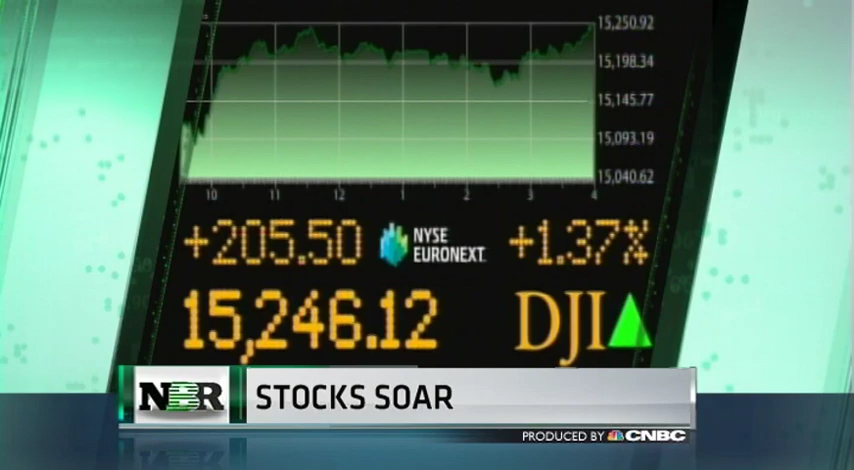 15,250.92
15,198.34
15,145.77
15,093.19
15,040.62
10 11 12 1 2 3 4
+205.50 NYSE EURONEXT. +1.37%
15,246.12 DJI
NBR STOCKS SOAR
PRODUCED BY CNBC